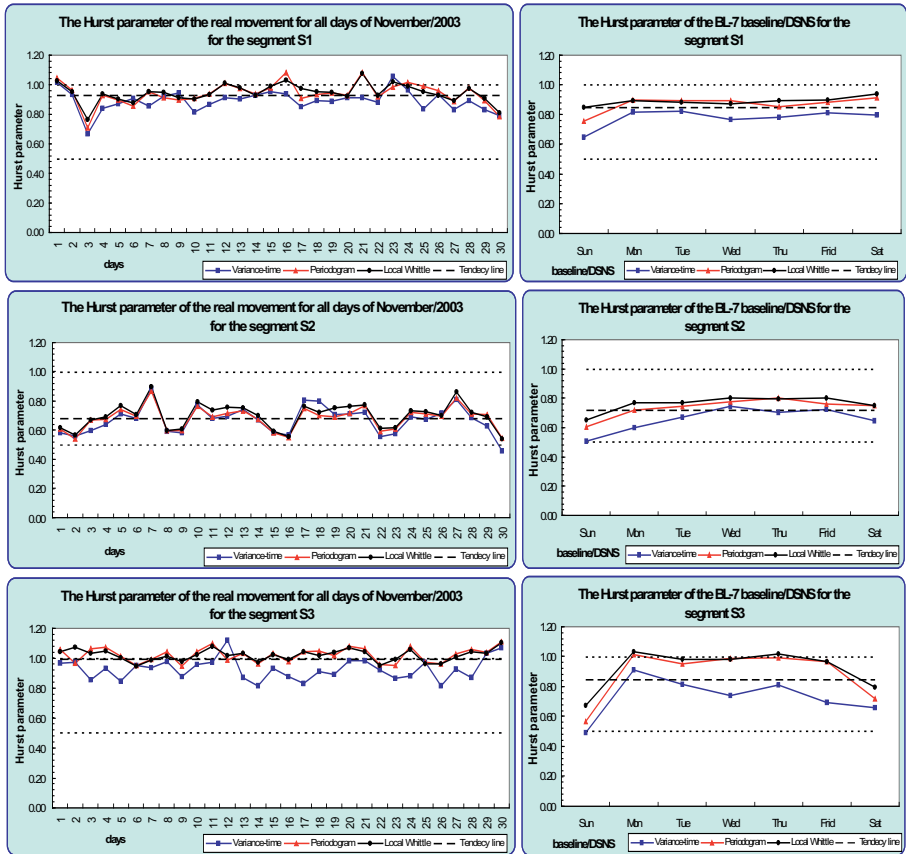 The Hurst parameter of the real movement for all days of November/2003
for the segment S1
Hurst parameter
1.20
1.00
0.80
0.60
0.40
0.20
0.00
1 2 3 4 5 6 7 8 9 10 11 12 13 14 15 16 17 18 19 20 21 22 23 24 25 26 27 28 29 30
days
Variance-time Periodogram Local Whittle Tendecy line
The Hurst parameter of the BL-7 baseline/DSNS for the
segment S1
Hurst parameter
1.20
1.00
0.80
0.60
0.40
0.20
0.00
Sun Mon Tue Wed Thu Frid Sat
baseline/DSNS
Variance-time Periodogram Local Whittle Tendecy line
The Hurst parameter of the real movement for all days of November/2003
for the segment S2
Hurst parameter
1.20
1.00
0.80
0.60
0.40
0.20
0.00
1 2 3 4 5 6 7 8 9 10 11 12 13 14 15 16 17 18 19 20 21 22 23 24 25 26 27 28 29 30
days
Variance-time Periodogram Local Whittle Tendecy line
The Hurst parameter of the BL-7 baseline/DSNS for the
segment S2
Hurst parameter
1.20
1.00
0.80
0.60
0.40
0.20
0.00
Sun Mon Tue Wed Thu Frid Sat
baseline/DSNS
Variance-time Periodogram Local Whittle Tendecy line
The Hurst parameter of the real movement for all days of November/2003
for the segment S3
Hurst parameter
1.20
1.00
0.80
0.60
0.40
0.20
0.00
1 2 3 4 5 6 7 8 9 10 11 12 13 14 15 16 17 18 19 20 21 22 23 24 25 26 27 28 29 30
days
Variance-time Periodogram Local Whittle Tendecy line
The Hurst parameter of the BL-7 baseline/DSNS for the
segment S3
Hurst parameter
1.20
1.00
0.80
0.60
0.40
0.20
0.00
Sun Mon Tue Wed Thu Frid Sat
baseline/DSNS
Variance-time Periodogram Local Whittle Tendecy line